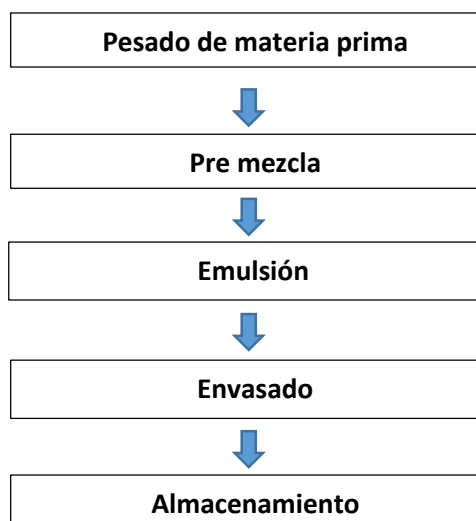 Pesado de materia prima
Pre mezcla
Emulsión
Envasado
Almacenamiento